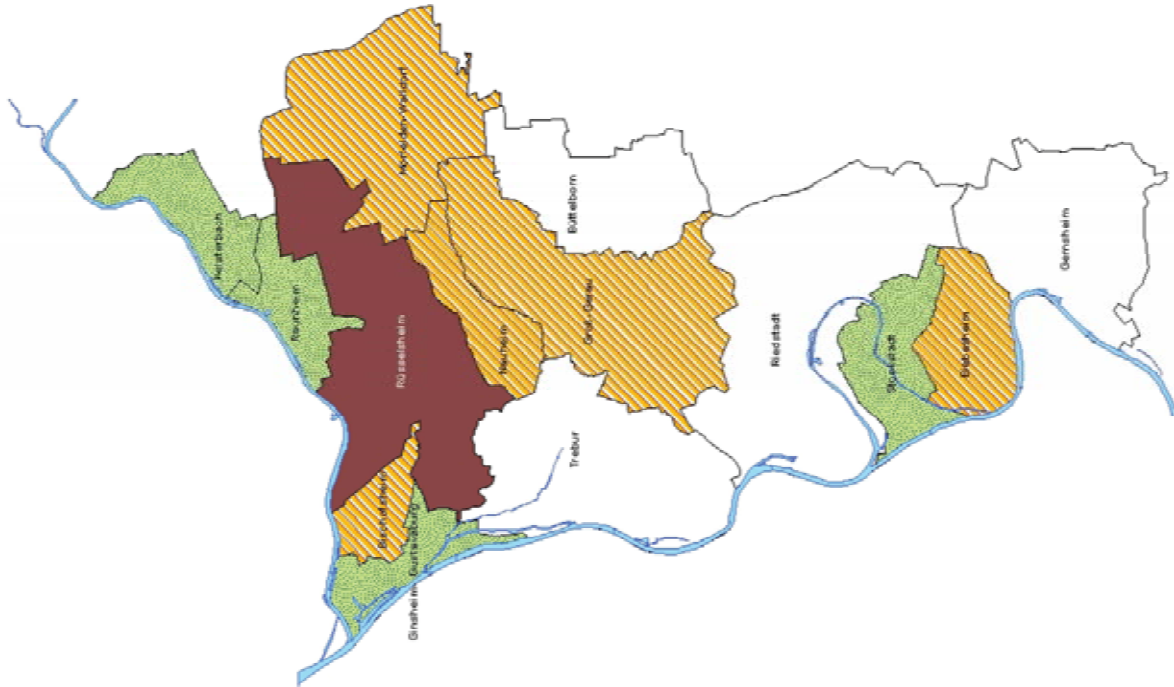 Kelsterbach
Raunheim
Mörfelden-Walldorf
Rüsselsheim
Bischofsheim
Ginsheim-Gustavsburg
Nauheim
Groß-Gerau
Büttelborn
Trebur
Riedstadt
Stockstadt
Biebesheim
Gernsheim